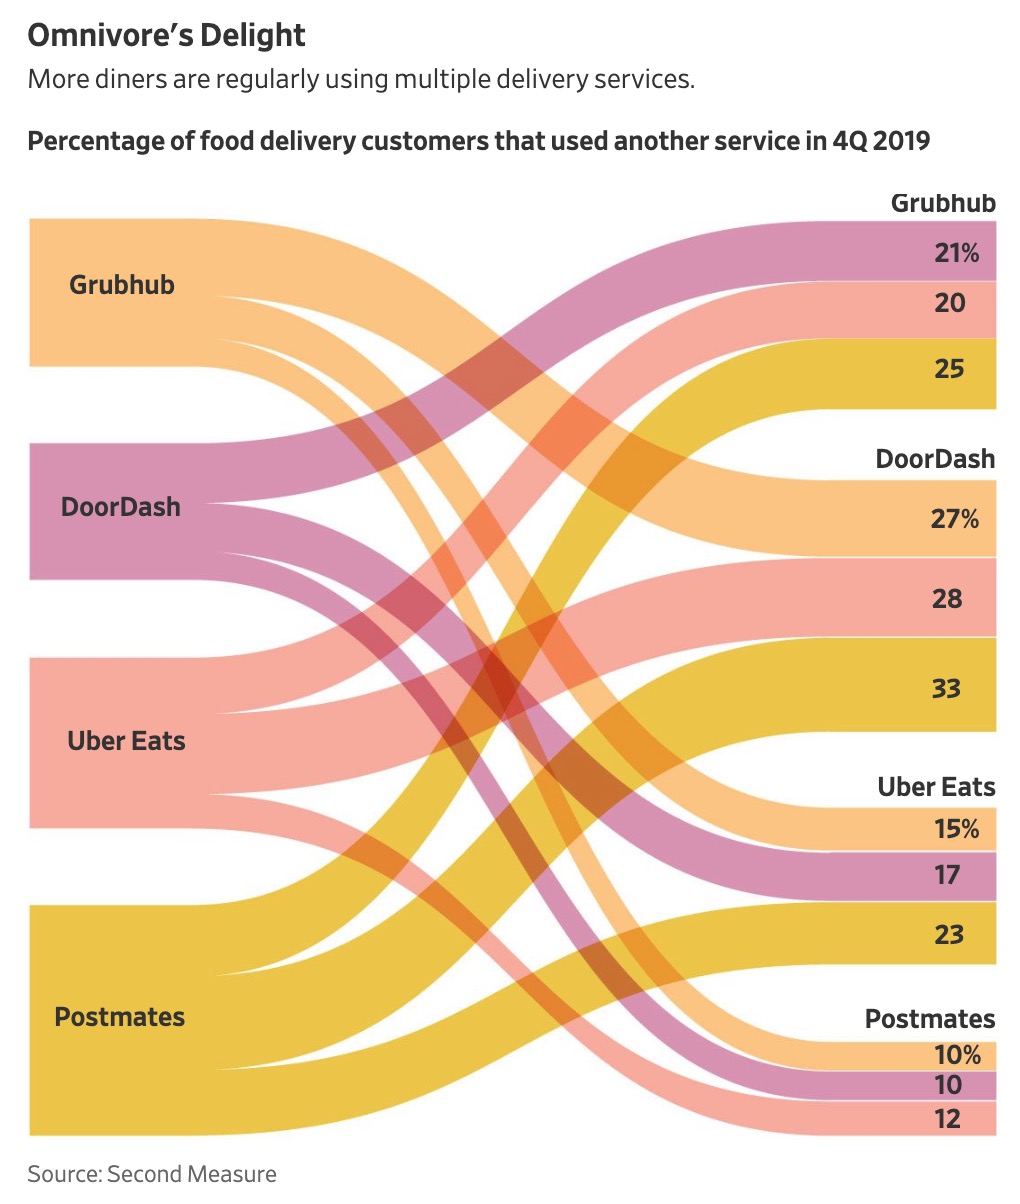 Omnivore’s Delight
More diners are regularly using multiple delivery services.
Percentage of food delivery customers that used another service in 4Q 2019
Grubhub
21%
Grubhub
20
25
DoorDash
DoorDash
27%
28
Uber Eats
33
Uber Eats
15%
17
23
Postmates
Postmates
10%
10
12
Source: Second Measure